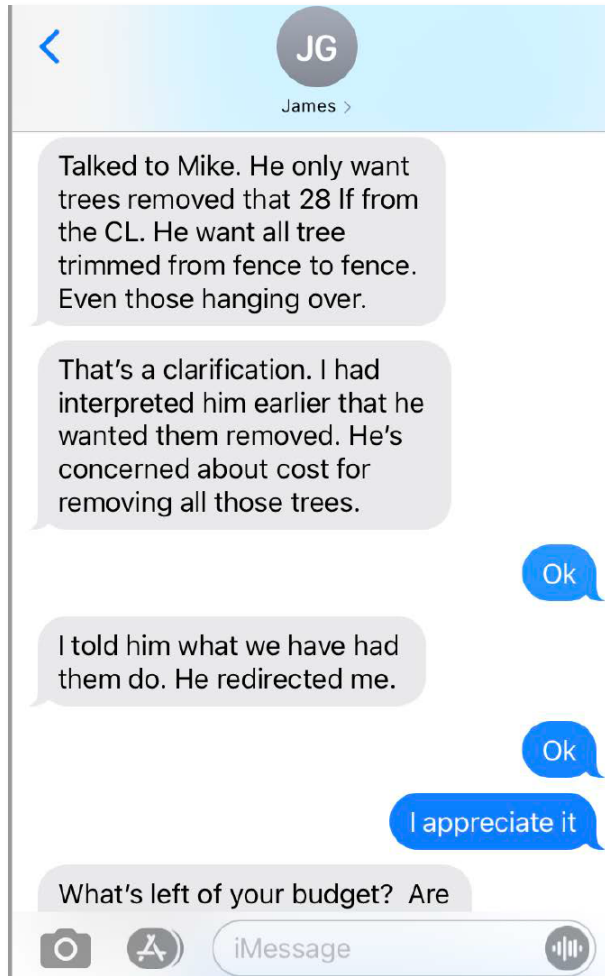 JG
James >
Talked to Mike. He only want
trees removed that 28 lf from
the CL. He want all tree
trimmed from fence to fence.
Even those hanging over.
That’s a clarification. I had
interpreted him earlier that he
wanted them removed. He’s
concerned about cost for
removing all those trees.
Ok
I told him what we have had
them do. He redirected me.
Ok
I appreciate it
What’s left of your budget?  Are
iMessage